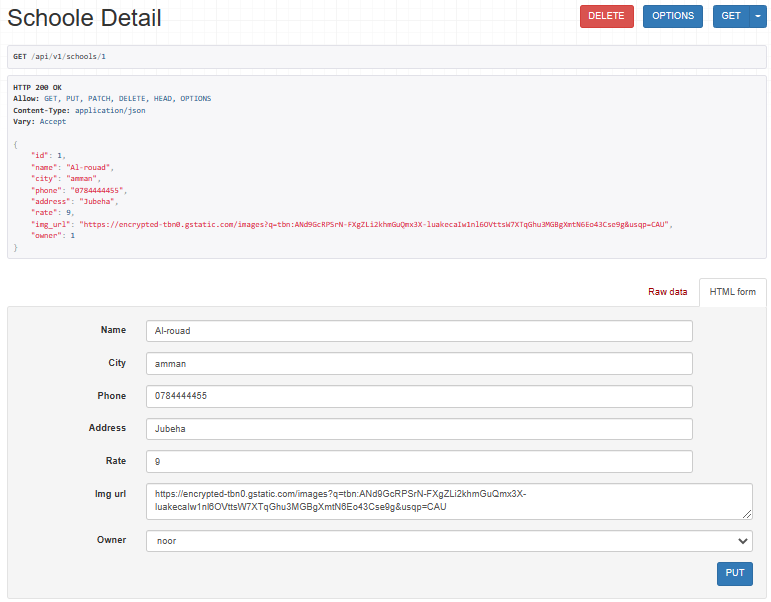 Schoole Detail
DELETE
OPTIONS
GET
GET /api/v1/schools/1
HTTP 200 OK
Allow: GET, PUT, PATCH, DELETE, HEAD, OPTIONS
Content-Type: application/json
Vary: Accept
{
"id": 1,
"name": "Al-rouad",
"city": "amman",
"phone": "0784444455",
"address": "Jubeha",
"rate": 9,
"img_url": "https://encrypted-tbn0.gstatic.com/images?q=tbn:ANd9GcRPSrN-FXgZLi2khmGuQmx3X-luakecaIw1nl6OVttsW7XTqGhu3MGBgXmtN6Eo43Cse9g&usqp=CAU",
"owner": 1
}
Raw data
HTML form
Name
Al-rouad
City
amman
Phone
0784444455
Address
Jubeha
Rate
9
Img url
https://encrypted-tbn0.gstatic.com/images?q=tbn:ANd9GcRPSrN-FXgZLi2khmGuQmx3X-
luakecaIw1nl6OVttsW7XTqGhu3MGBgXmtN6Eo43Cse9g&usqp=CAU
Owner
noor
PUT